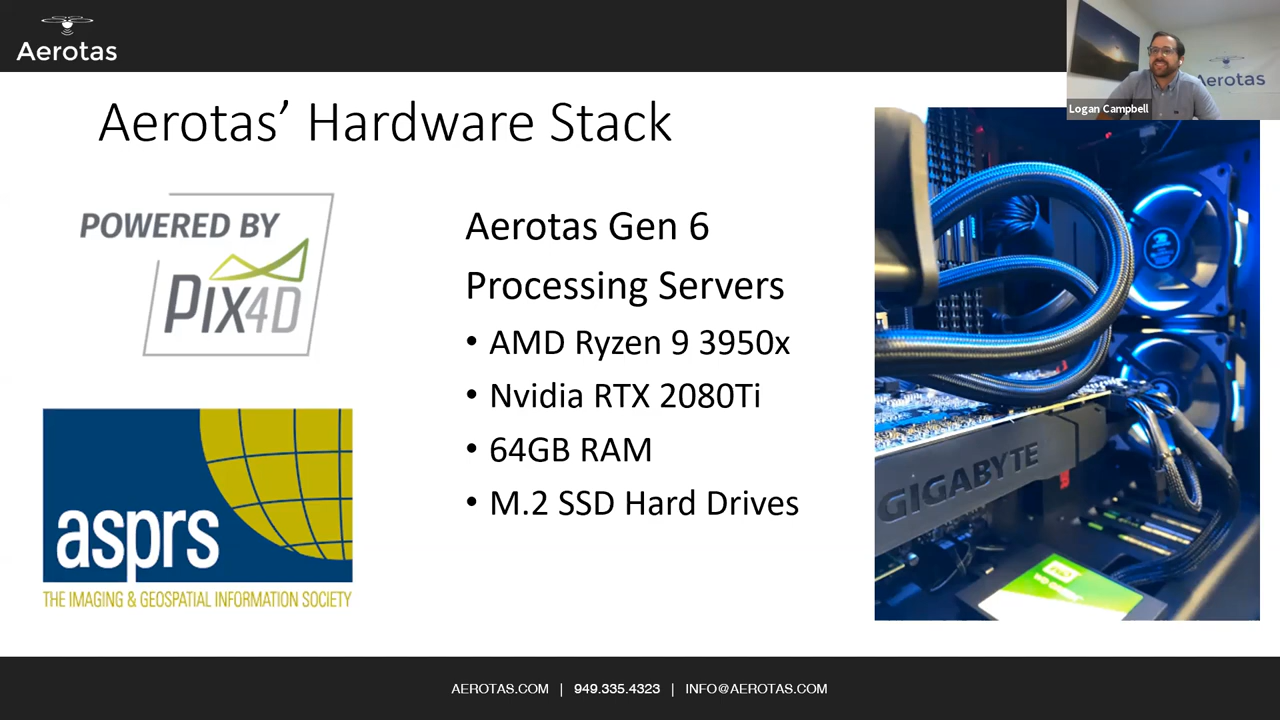 Aerotas
Aerotas
Logan Campbell
Aerotas' Hardware Stack
POWERED BY
PIX4D
asprs
THE IMAGING & GEOSPATIAL INFORMATION SOCIETY
Aerotas Gen 6
Processing Servers
• AMD Ryzen 9 3950x
• Nvidia RTX 2080Ti
• 64GB RAM
• M.2 SSD Hard Drives
GIGABYTE
AEROTAS.COM | 949.335.4323 | INFO@AEROTAS.COM